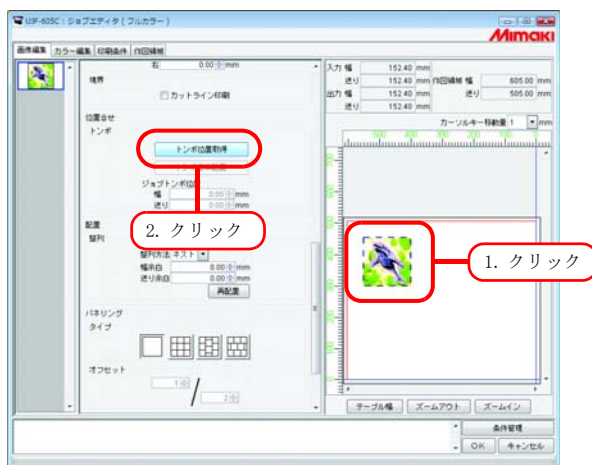 UJF-605C : ジョブエディタ ( フルカラー )
Mimaki
画像編集 カラー編集 印刷条件 作図領域
右 0.00 mm
境界
カットライン印刷
位置合せ
トンボ
トンボ位置取得
ジョブトンボ位置
幅 0.00 mm
送り 0.00 mm
2. クリック
配置
整列
整列方法 ネスト
幅余白 0.00 mm
送り余白 0.00 mm
再配置
パネリング
タイプ
オフセット
1 / 2
入力 幅 152.40 mm
送り 152.40 mm 作図領域 幅 605.00 mm
出力 幅 152.40 mm 送り 505.00 mm
送り 152.40 mm
カーソルキー移動量 : 1 mm
1. クリック
テーブル幅 ズームアウト ズームイン
条件管理
OK キャンセル